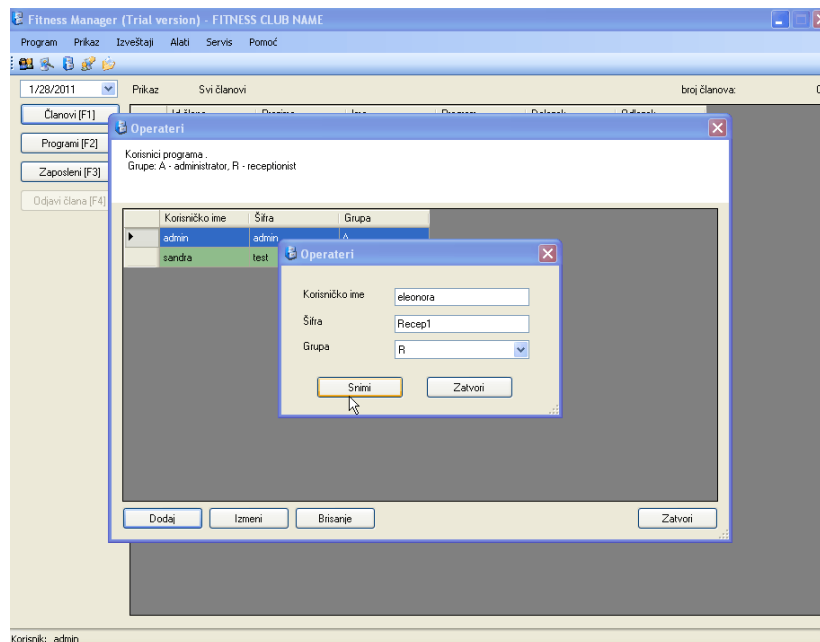 Fitness Manager (Trial version) - FITNESS CLUB NAME
Program Prikaz Izveštaji Alati Servis Pomoć
1/28/2011 Prikaz Svi članovi broj članova: 0
Članovi [F1]
Programi [F2]
Zaposleni [F3]
Odjavi člana [F4]
Operateri
Korisnici programa .
Grupe: A - administrator, R - receptionist
Korisničko ime Šifra Grupa
admin admin A
sandra test
Operateri
Korisničko ime eleonora
Šifra Recep1
Grupa R
Snimi Zatvori
Dodaj Izmeni Brisanje Zatvori
Korisnik: admin